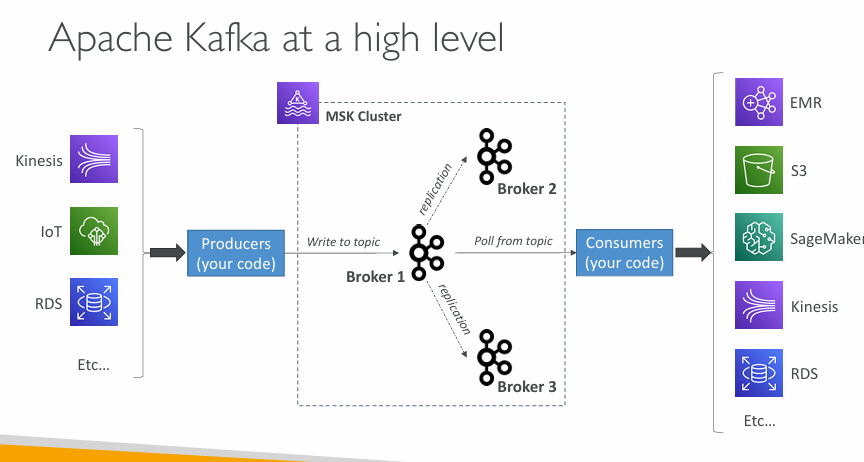 Apache Kafka at a high level
MSK Cluster
Kinesis
IoT
RDS
Etc...
Producers
(your code)
Write to topic
Broker 1
replication
Broker 2
replication
Broker 3
Poll from topic
Consumers
(your code)
EMR
S3
SageMaker
Kinesis
RDS
Etc...